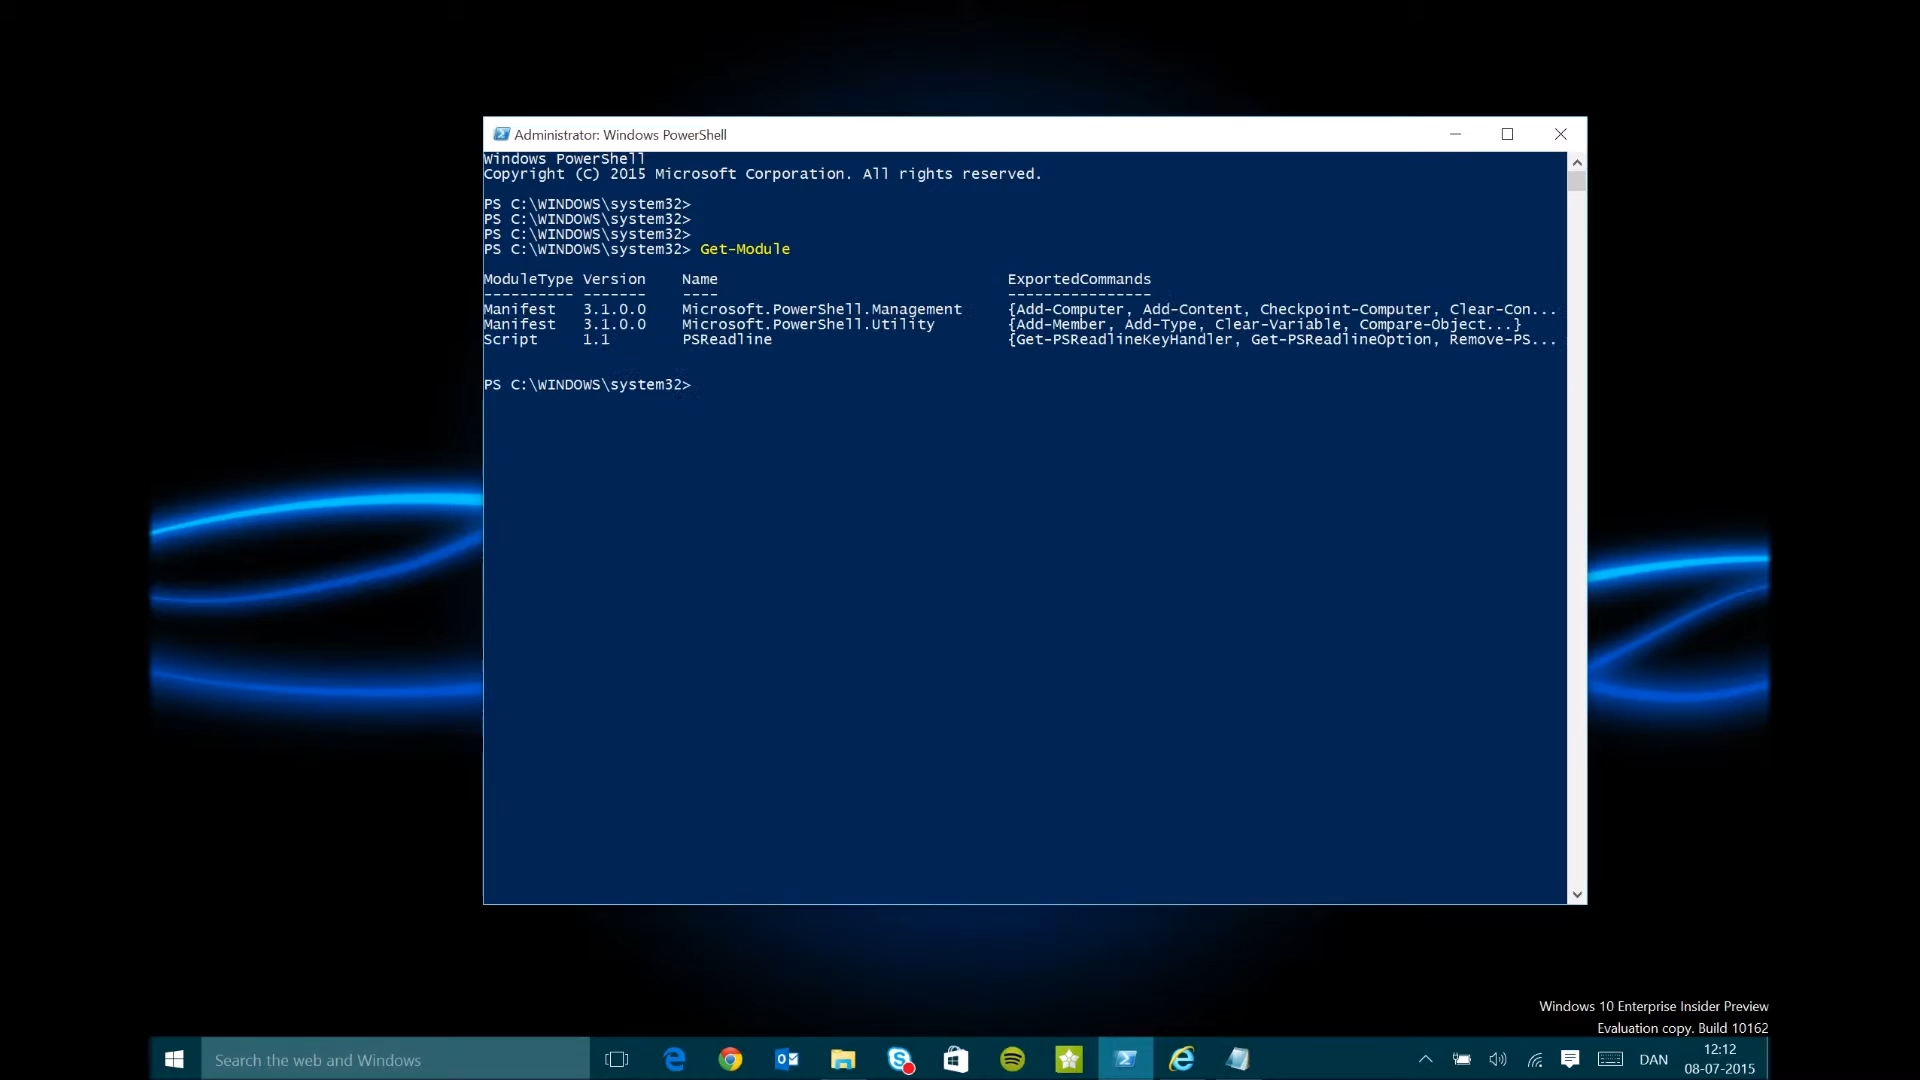 Administrator: Windows PowerShell
Windows PowerShell
Copyright (C) 2015 Microsoft Corporation. All rights reserved.
PS C:\WINDOWS\system32>
PS C:\WINDOWS\system32>
PS C:\WINDOWS\system32>
PS C:\WINDOWS\system32> Get-Module
ModuleType Version    Name                                ExportedCommands
---------- -------    ----                                ----------------
Manifest   3.1.0.0    Microsoft.PowerShell.Management     {Add-Computer, Add-Content, Checkpoint-Computer, Clear-Con...
Manifest   3.1.0.0    Microsoft.PowerShell.Utility        {Add-Member, Add-Type, Clear-Variable, Compare-Object...}
Script     1.1        PSReadline                          {Get-PSReadlineKeyHandler, Get-PSReadlineOption, Remove-PS...
PS C:\WINDOWS\system32>
Windows 10 Enterprise Insider Preview
Evaluation copy. Build 10162
Search the web and Windows
DAN
12:12
08-07-2015